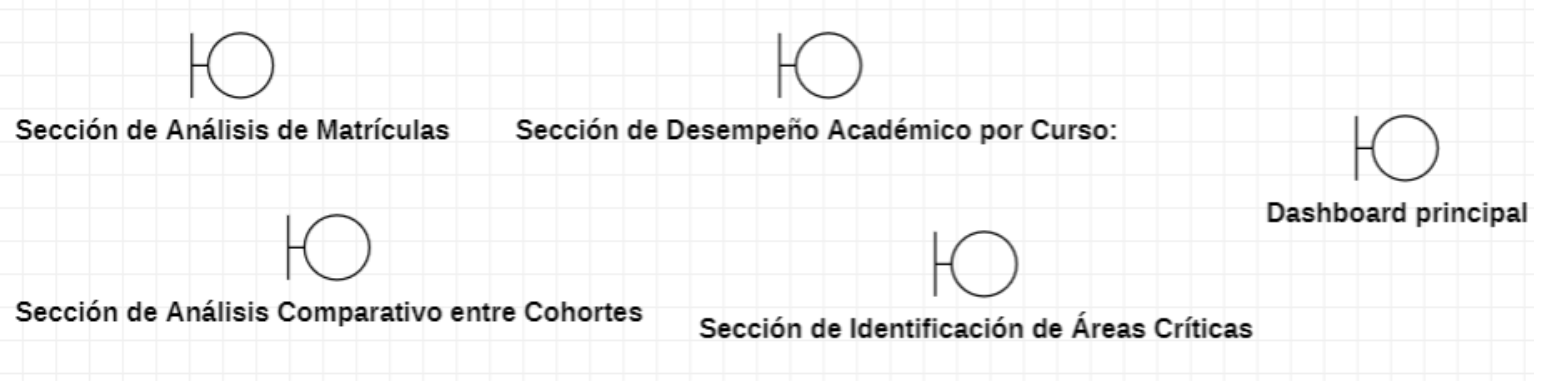 Sección de Análisis de Matrículas
Sección de Desempeño Académico por Curso:
Dashboard principal
Sección de Análisis Comparativo entre Cohortes
Sección de Identificación de Áreas Críticas